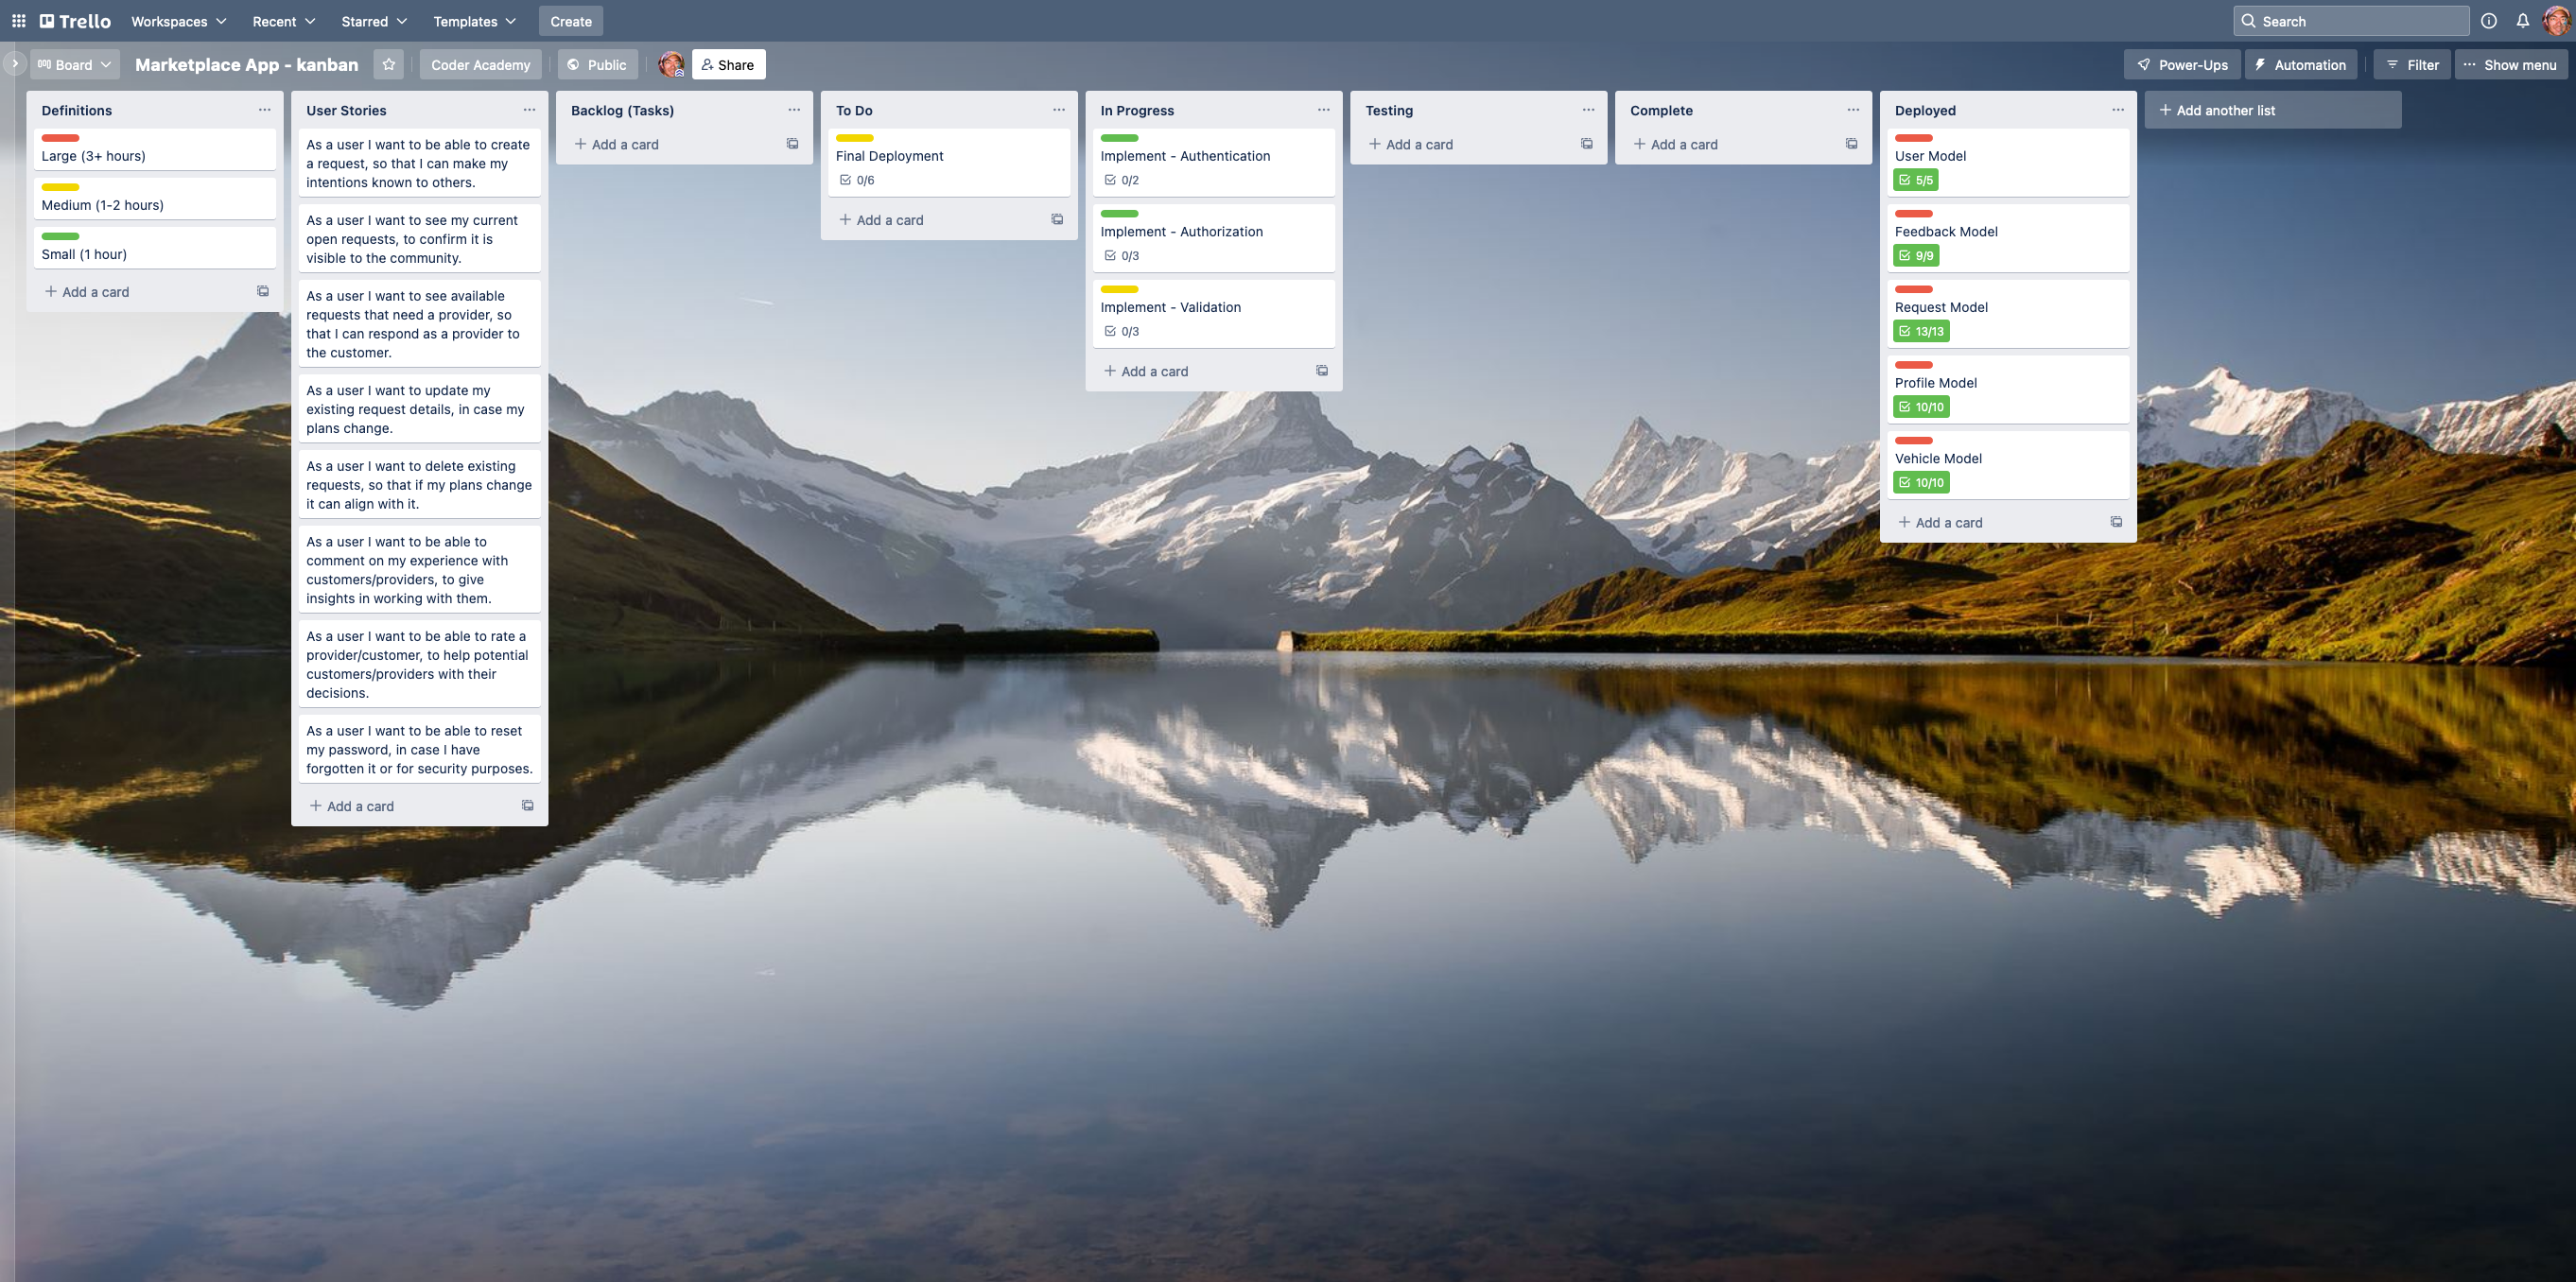 Trello
Workspaces
Recent
Starred
Templates
Create
Search
Board
Marketplace App - kanban
Coder Academy
Public
Share
Power-Ups
Automation
Filter
Show menu
Definitions
Large (3+ hours)
Medium (1-2 hours)
Small (1 hour)
Add a card
User Stories
As a user I want to be able to create
a request, so that I can make my
intentions known to others.
As a user I want to see my current
open requests, to confirm it is
visible to the community.
As a user I want to see available
requests that need a provider, so
that I can respond as a provider to
the customer.
As a user I want to update my
existing request details, in case my
plans change.
As a user I want to delete existing
requests, so that if my plans change
it can align with it.
As a user I want to be able to
comment on my experience with
customers/providers, to give
insights in working with them.
As a user I want to be able to rate a
provider/customer, to help potential
customers/providers with their
decisions.
As a user I want to be able to reset
my password, in case I have
forgotten it or for security purposes.
Add a card
Backlog (Tasks)
Add a card
To Do
Final Deployment
0/6
Add a card
In Progress
Implement - Authentication
0/2
Implement - Authorization
0/3
Implement - Validation
0/3
Add a card
Testing
Add a card
Complete
Add a card
Deployed
User Model
5/5
Feedback Model
9/9
Request Model
13/13
Profile Model
10/10
Vehicle Model
10/10
Add a card
Add another list